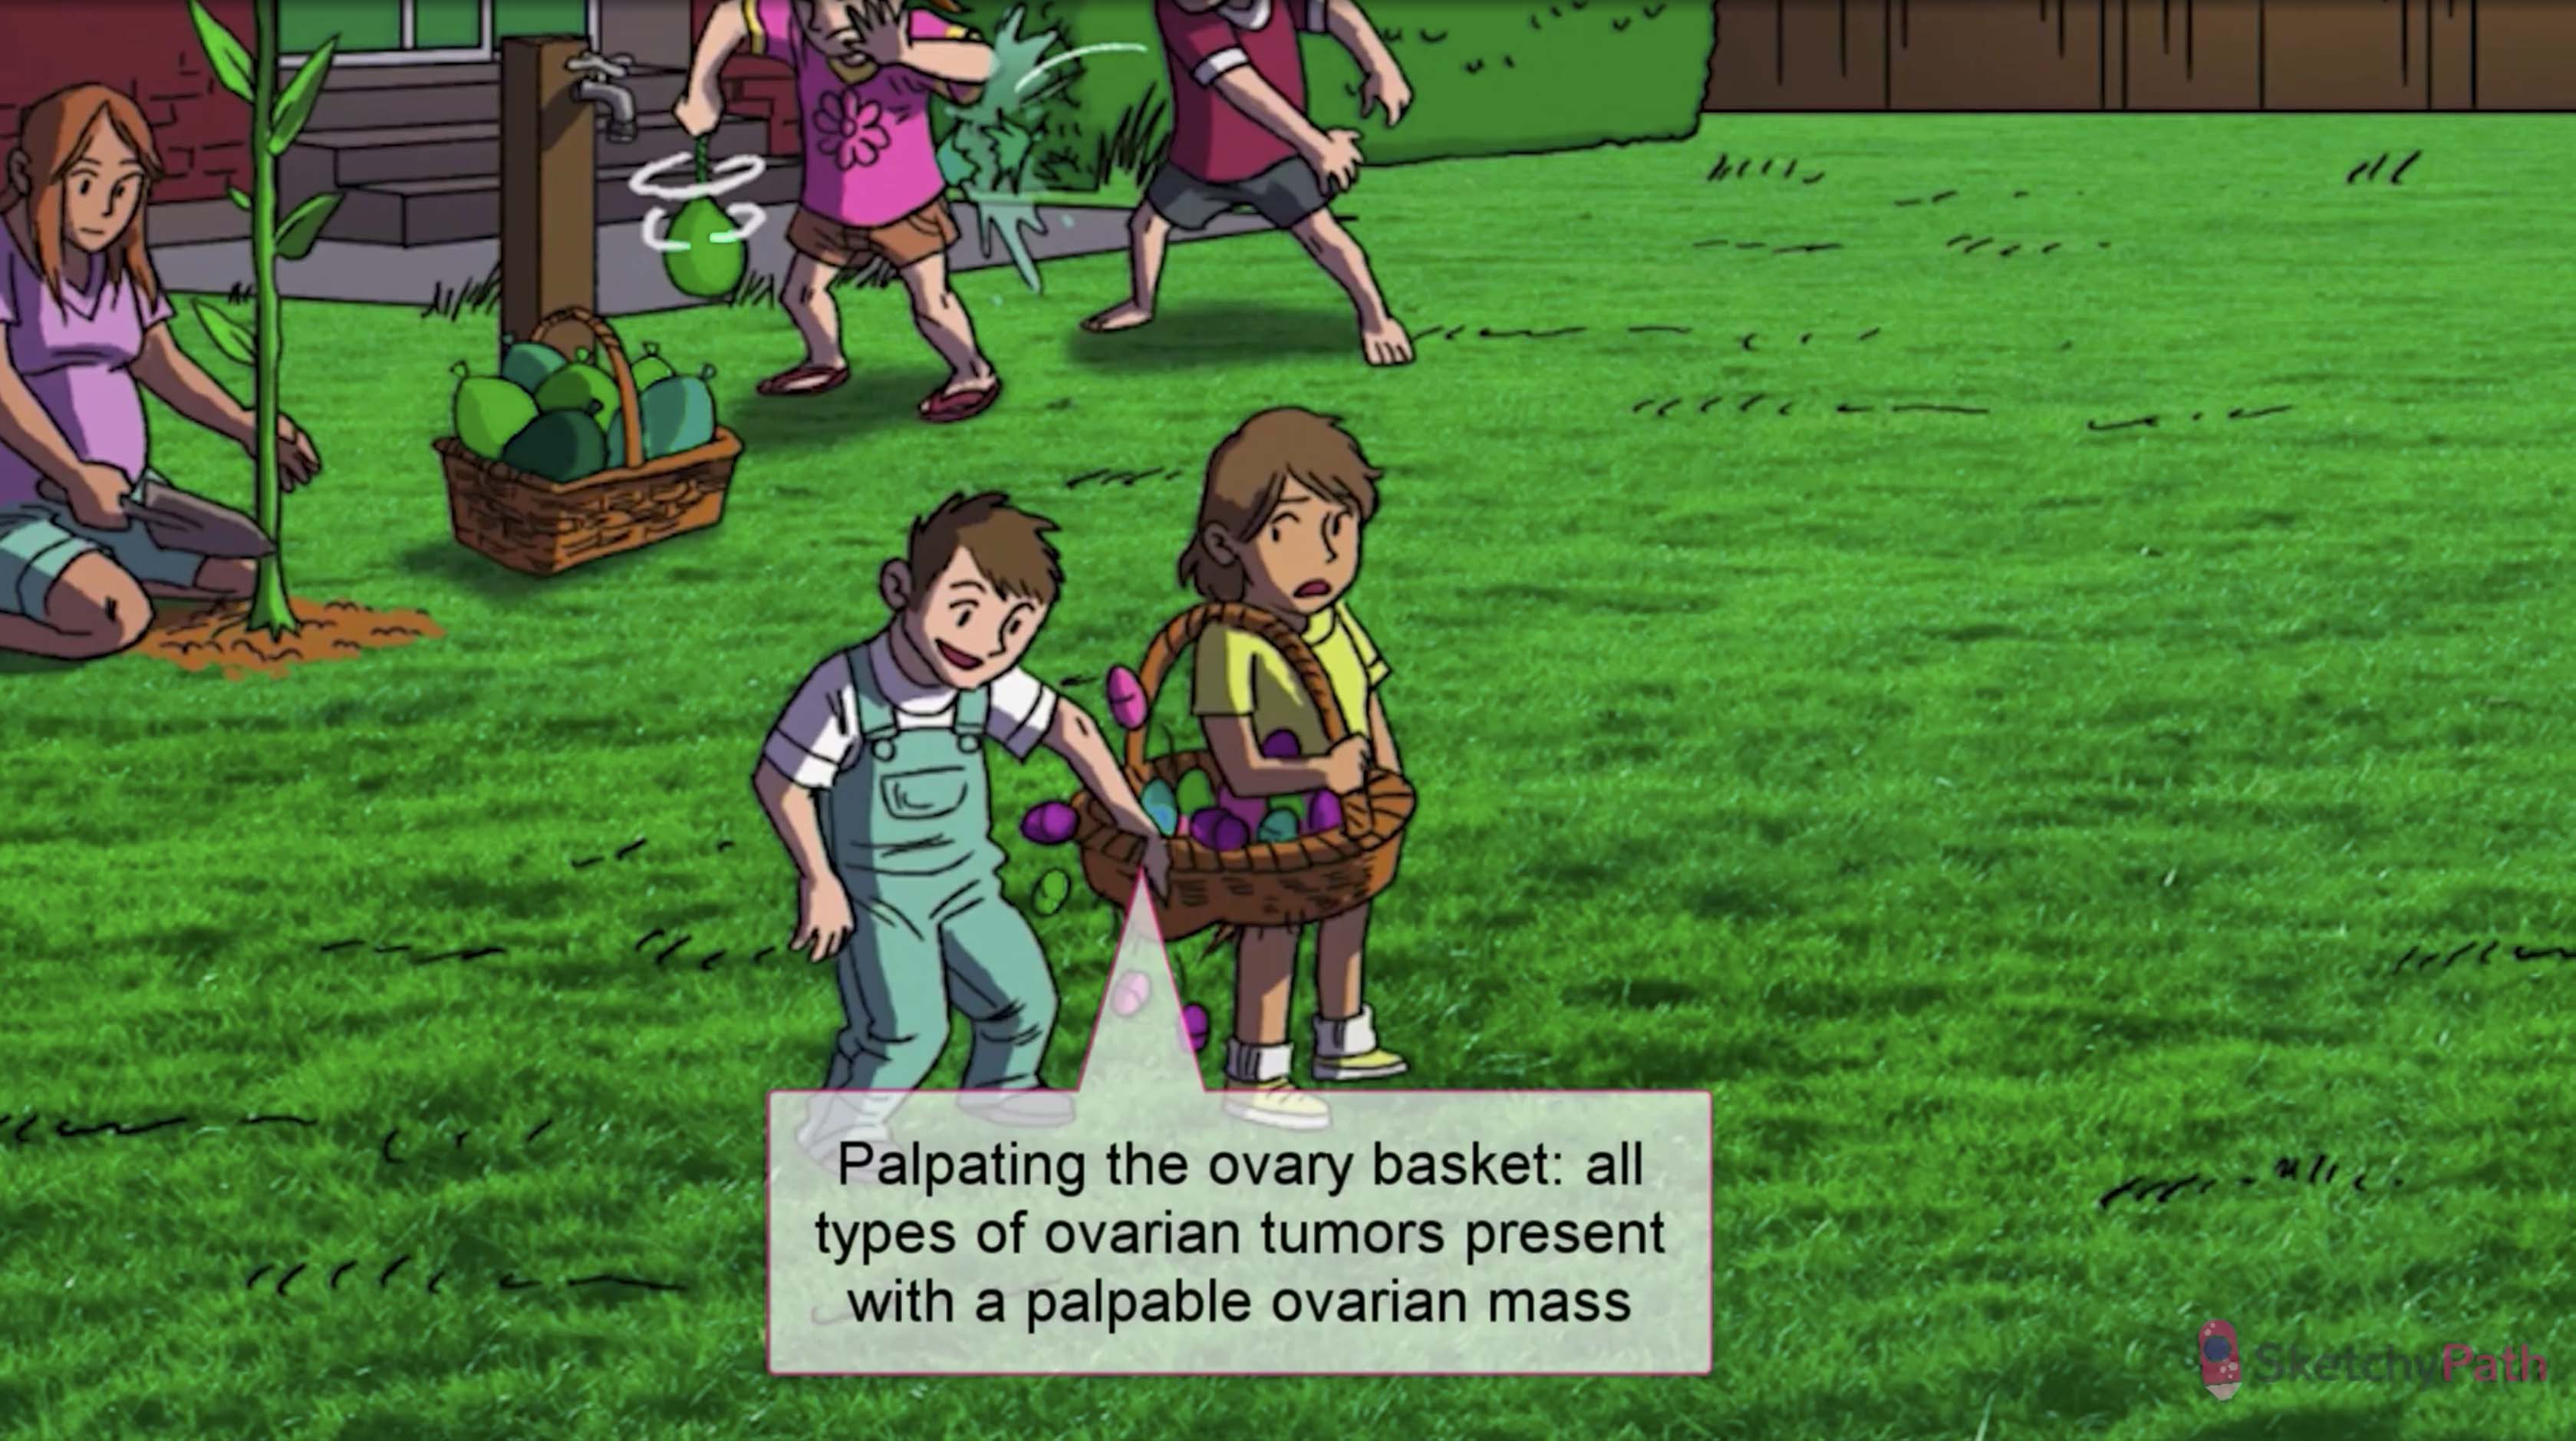 Palpating the ovary basket: all
types of ovarian tumors present
with a palpable ovarian mass
SketchyPath